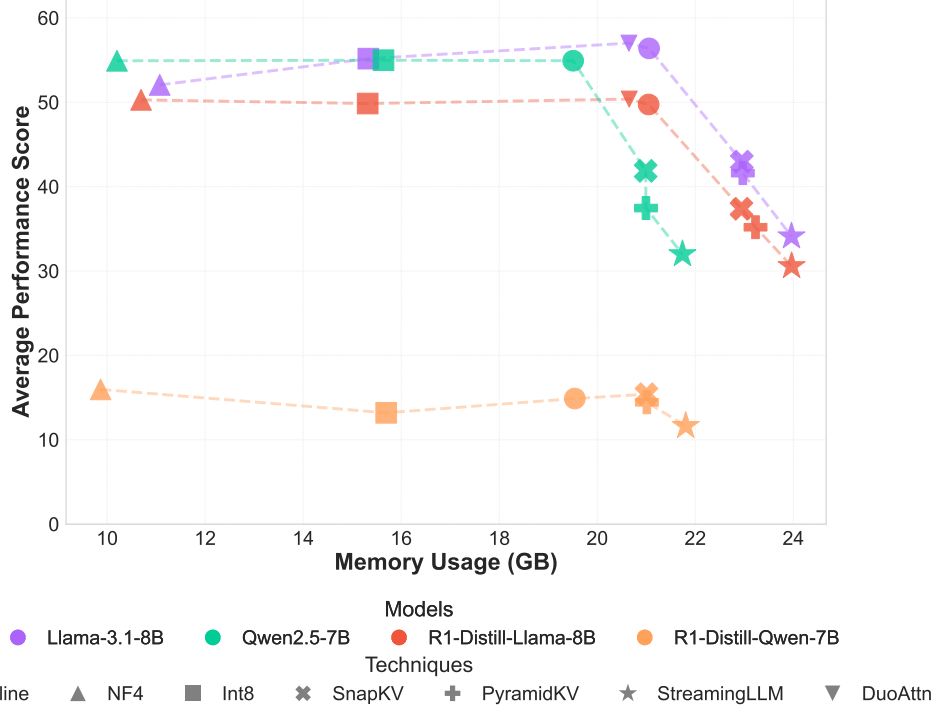 60
50
40
30
20
10
0
Average Performance Score
10 12 14 16 18 20 22 24
Memory Usage (GB)
Models
Llama-3.1-8B Qwen2.5-7B R1-Distill-Llama-8B R1-Distill-Qwen-7B
Techniques
line NF4 Int8 SnapKV PyramidKV StreamingLLM DuoAttn